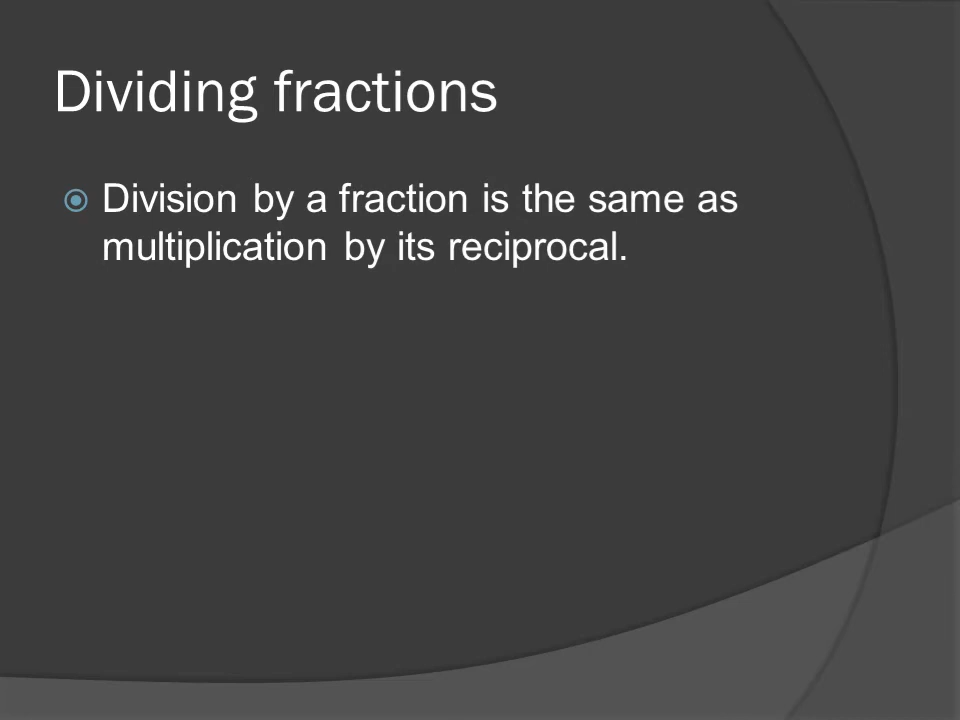 Dividing fractions
Division by a fraction is the same as
multiplication by its reciprocal.